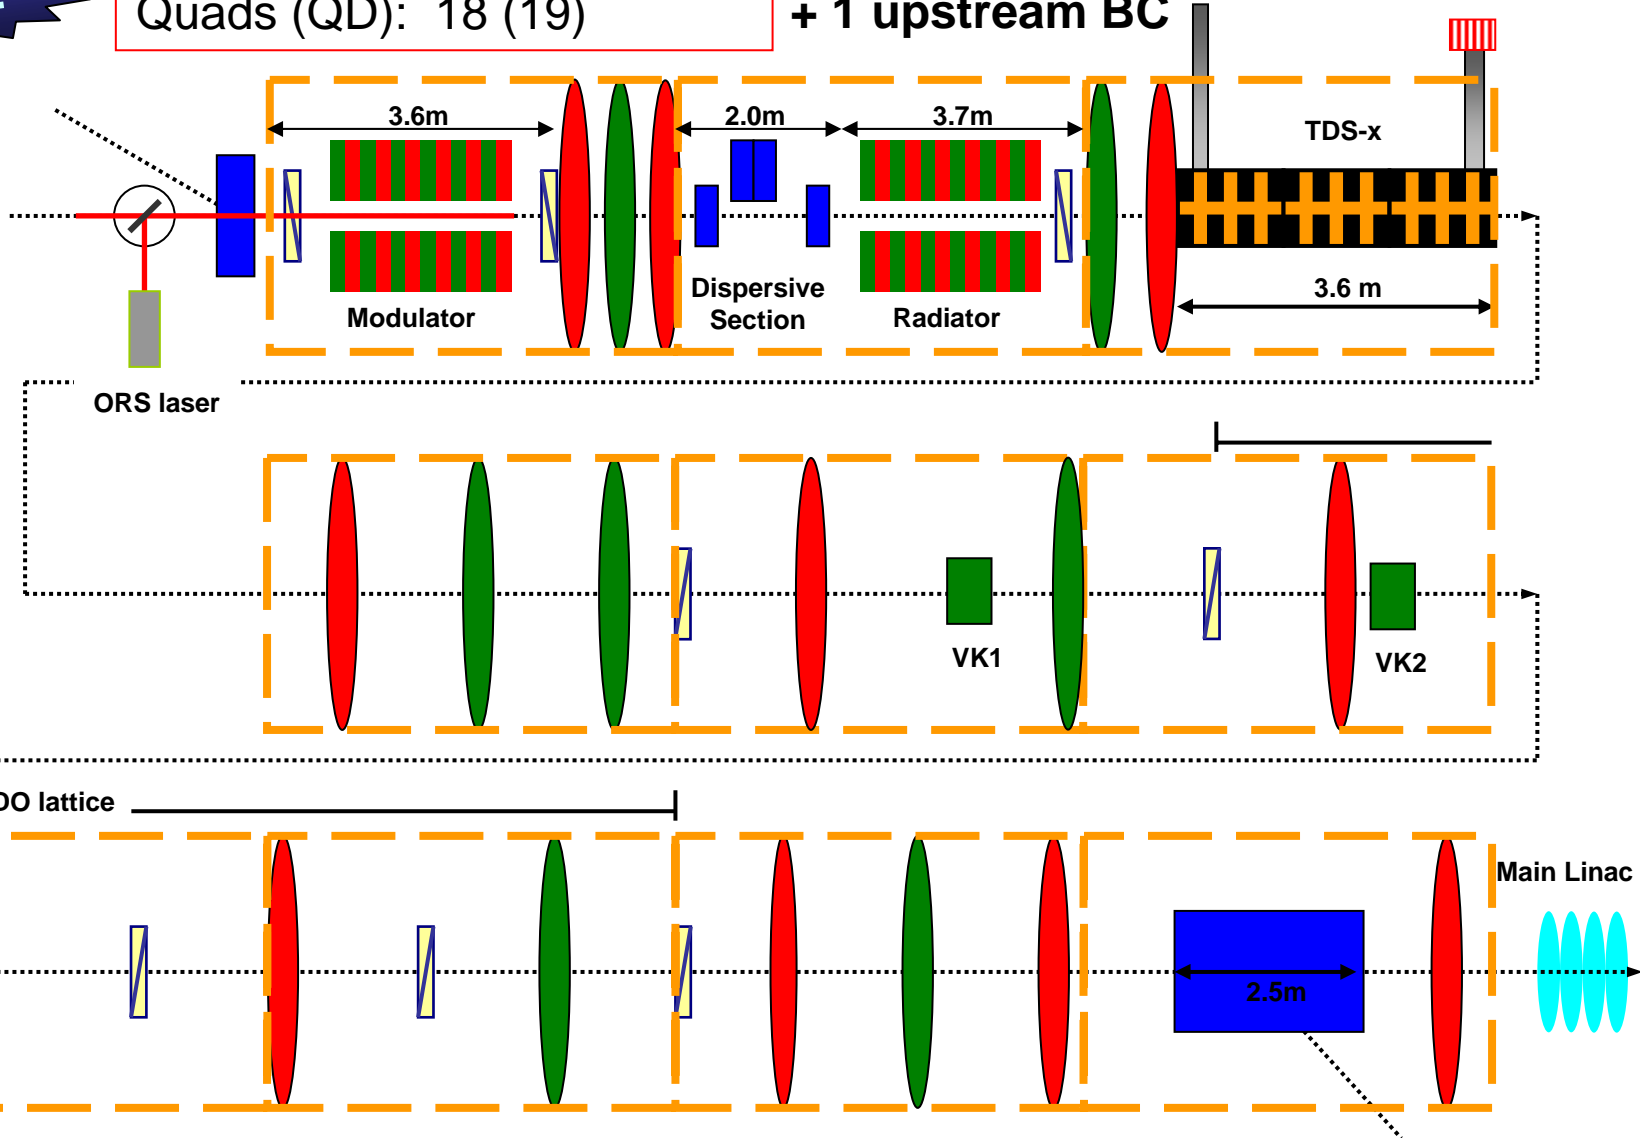 Quads (QD): 18 (19)
+ 1 upstream BC
3.6m
2.0m
3.7m
TDS-x
Dispersive
Section
3.6 m
Modulator
Radiator
ORS laser
VK1
VK2
DO lattice
Main Linac
2.5m